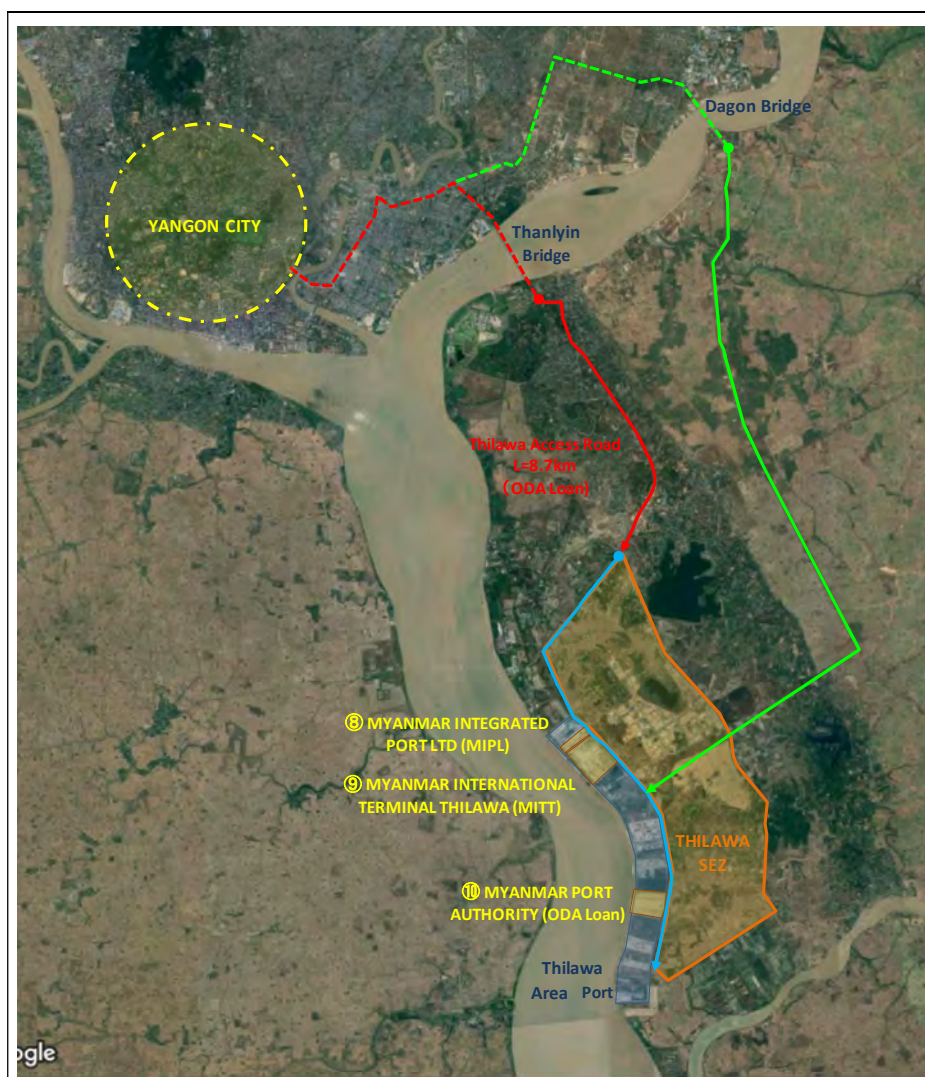 Dagon Bridge
YANGON CITY
Thanlyin
Bridge
Thilawa Access Road
L=8.7km
(ODA Loan)
⑧ MYANMAR INTEGRATED
PORT LTD (MIPL)
⑨ MYANMAR INTERNATIONAL
TERMINAL THILAWA (MITT)
THILAWA
SEZ
⑩ MYANMAR PORT
AUTHORITY (ODA Loan)
Thilawa
Area Port
ogle